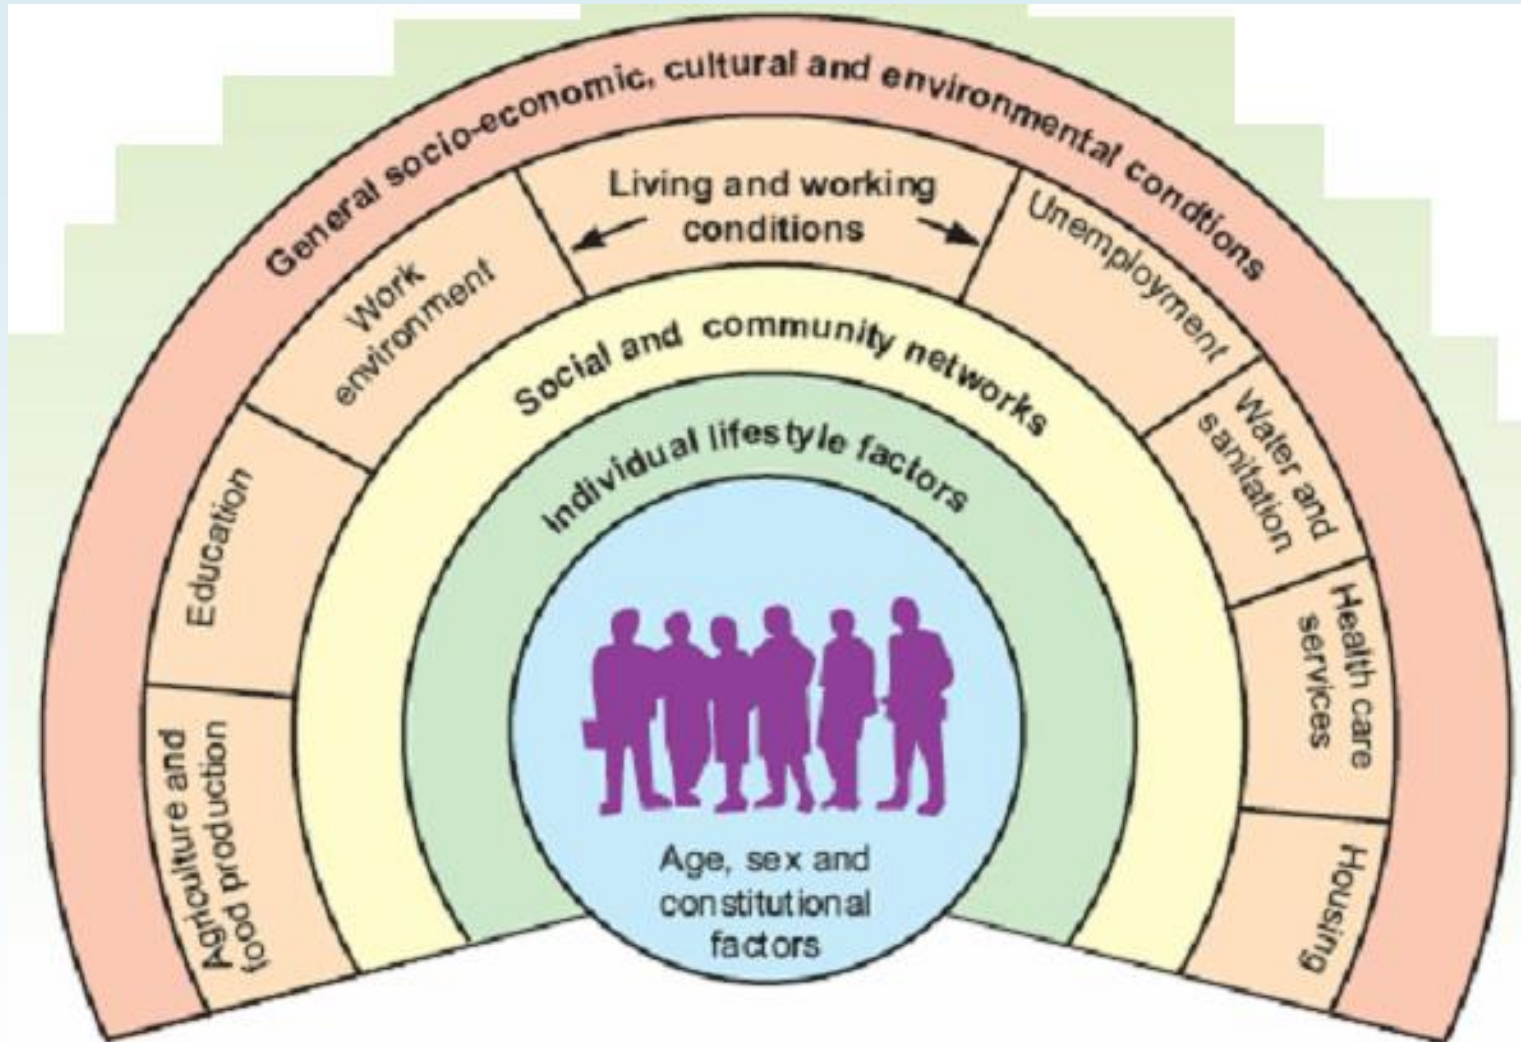 General socio-economic, cultural and environmental condtions
Living and working
conditions
Agriculture and
food production
Education
Work
environment
Unemployment
Water and
sanitation
Health care
services
Housing
Social and community networks
Individual lifestyle factors
Age, sex and
constitutional
factors